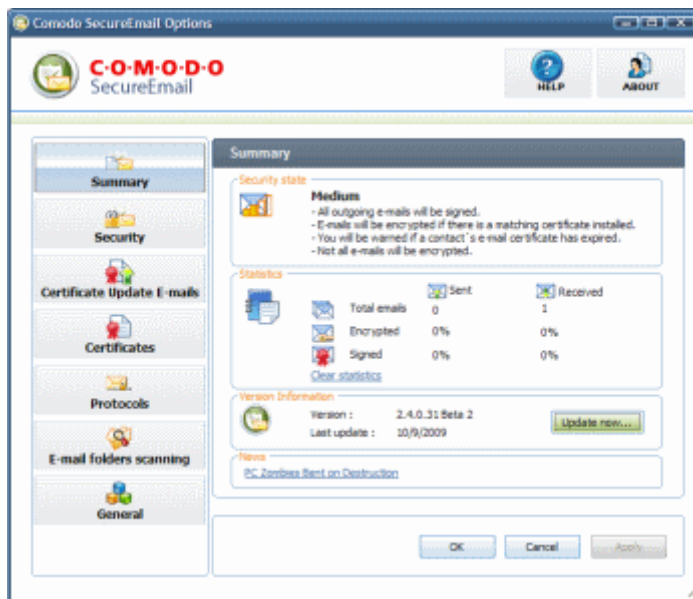 Comodo SecureEmail Options
C·O·M·O·D·O
SecureEmail
HELP
ABOUT
Summary
Security
Certificate Update E-mails
Certificates
Protocols
E-mail folders scanning
General
Summary
Security state
Medium
- All outgoing e-mails will be signed.
- E-mails will be encrypted if there is a matching certificate installed.
- You will be warned if a contact`s e-mail certificate has expired.
- Not all e-mails will be encrypted.
Statistics
Sent Received
Total emails 0 1
Encrypted 0% 0%
Signed 0% 0%
Clear statistics
Version Information
Version : 2.4.0.31 Beta 2
Last update : 10/9/2009
Update now...
News
PC Zombies Bent on Destruction
OK Cancel Apply